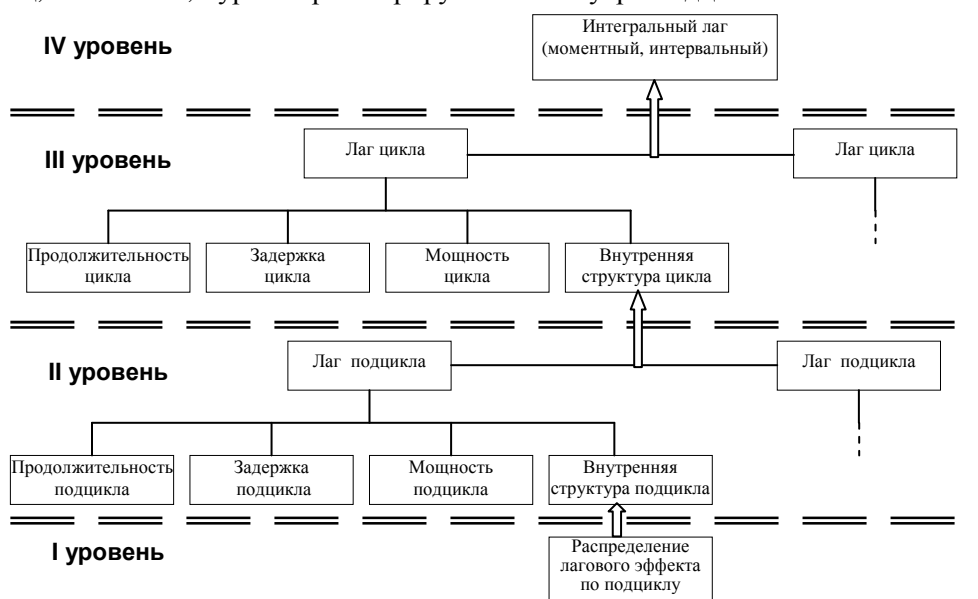 IV уровень
Интегральный лаг
(моментный, интервальный)
III уровень
Лаг цикла
Лаг цикла
Продолжительность
цикла
Задержка
цикла
Мощность
цикла
Внутренняя
структура цикла
II уровень
Лаг подцикла
Лаг подцикла
Продолжительность
подцикла
Задержка
подцикла
Мощность
подцикла
Внутренняя
структура подцикла
I уровень
Распределение
лагового эффекта
по подциклу